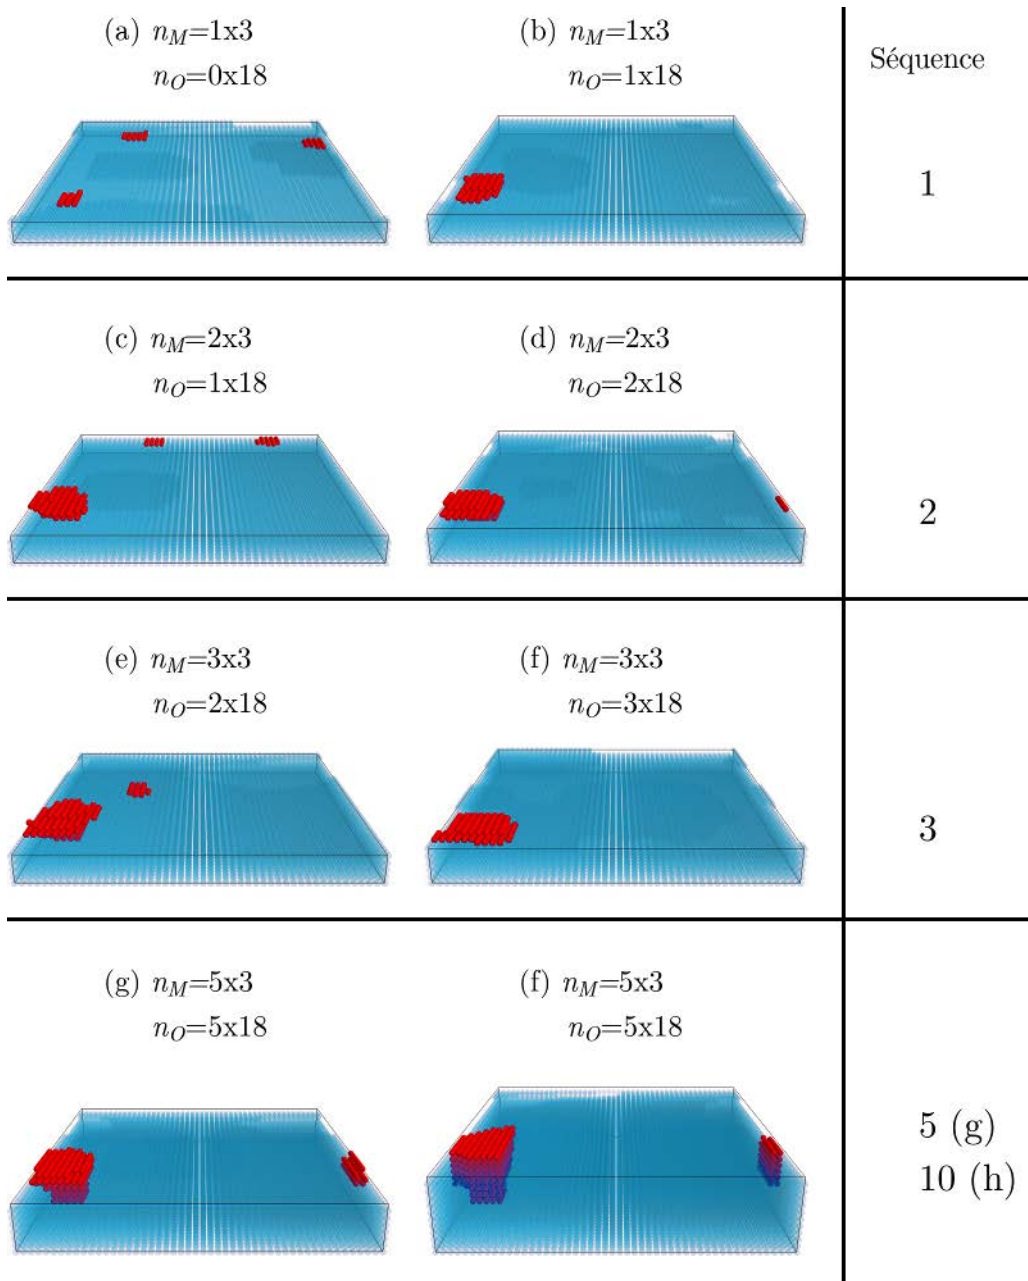 (a) n_M=1x3
n_O=0x18
(b) n_M=1x3
n_O=1x18
Séquence
1
(c) n_M=2x3
n_O=1x18
(d) n_M=2x3
n_O=2x18
2
(e) n_M=3x3
n_O=2x18
(f) n_M=3x3
n_O=3x18
3
(g) n_M=5x3
n_O=5x18
(f) n_M=5x3
n_O=5x18
5 (g)
10 (h)